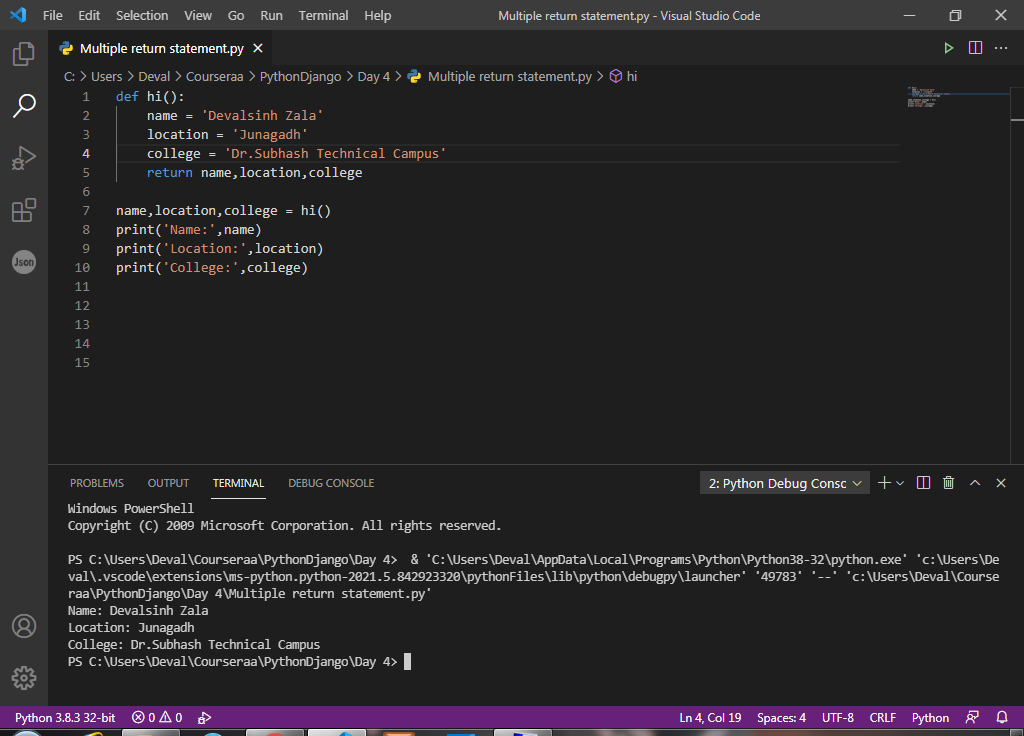 File Edit Selection View Go Run Terminal Help Multiple return statement.py - Visual Studio Code
Multiple return statement.py
C: > Users > Deval > Courseraa > PythonDjango > Day 4 > Multiple return statement.py > hi
1 def hi():
2     name = 'Devalsinh Zala'
3     location = 'Junagadh'
4     college = 'Dr.Subhash Technical Campus'
5     return name,location,college
6
7 name,location,college = hi()
8 print('Name:',name)
9 print('Location:',location)
10 print('College:',college)
11
12
13
14
15
Json
PROBLEMS OUTPUT TERMINAL DEBUG CONSOLE 2: Python Debug Consc
Windows PowerShell
Copyright (C) 2009 Microsoft Corporation. All rights reserved.
PS C:\Users\Deval\Courseraa\PythonDjango\Day 4>  & 'C:\Users\Deval\AppData\Local\Programs\Python\Python38-32\python.exe' 'c:\Users\De
val\.vscode\extensions\ms-python.python-2021.5.842923320\pythonFiles\lib\python\debugpy\launcher' '49783' '--' 'c:\Users\Deval\Course
raa\PythonDjango\Day 4\Multiple return statement.py'
Name: Devalsinh Zala
Location: Junagadh
College: Dr.Subhash Technical Campus
PS C:\Users\Deval\Courseraa\PythonDjango\Day 4>
Python 3.8.3 32-bit 0 0 Ln 4, Col 19 Spaces: 4 UTF-8 CRLF Python